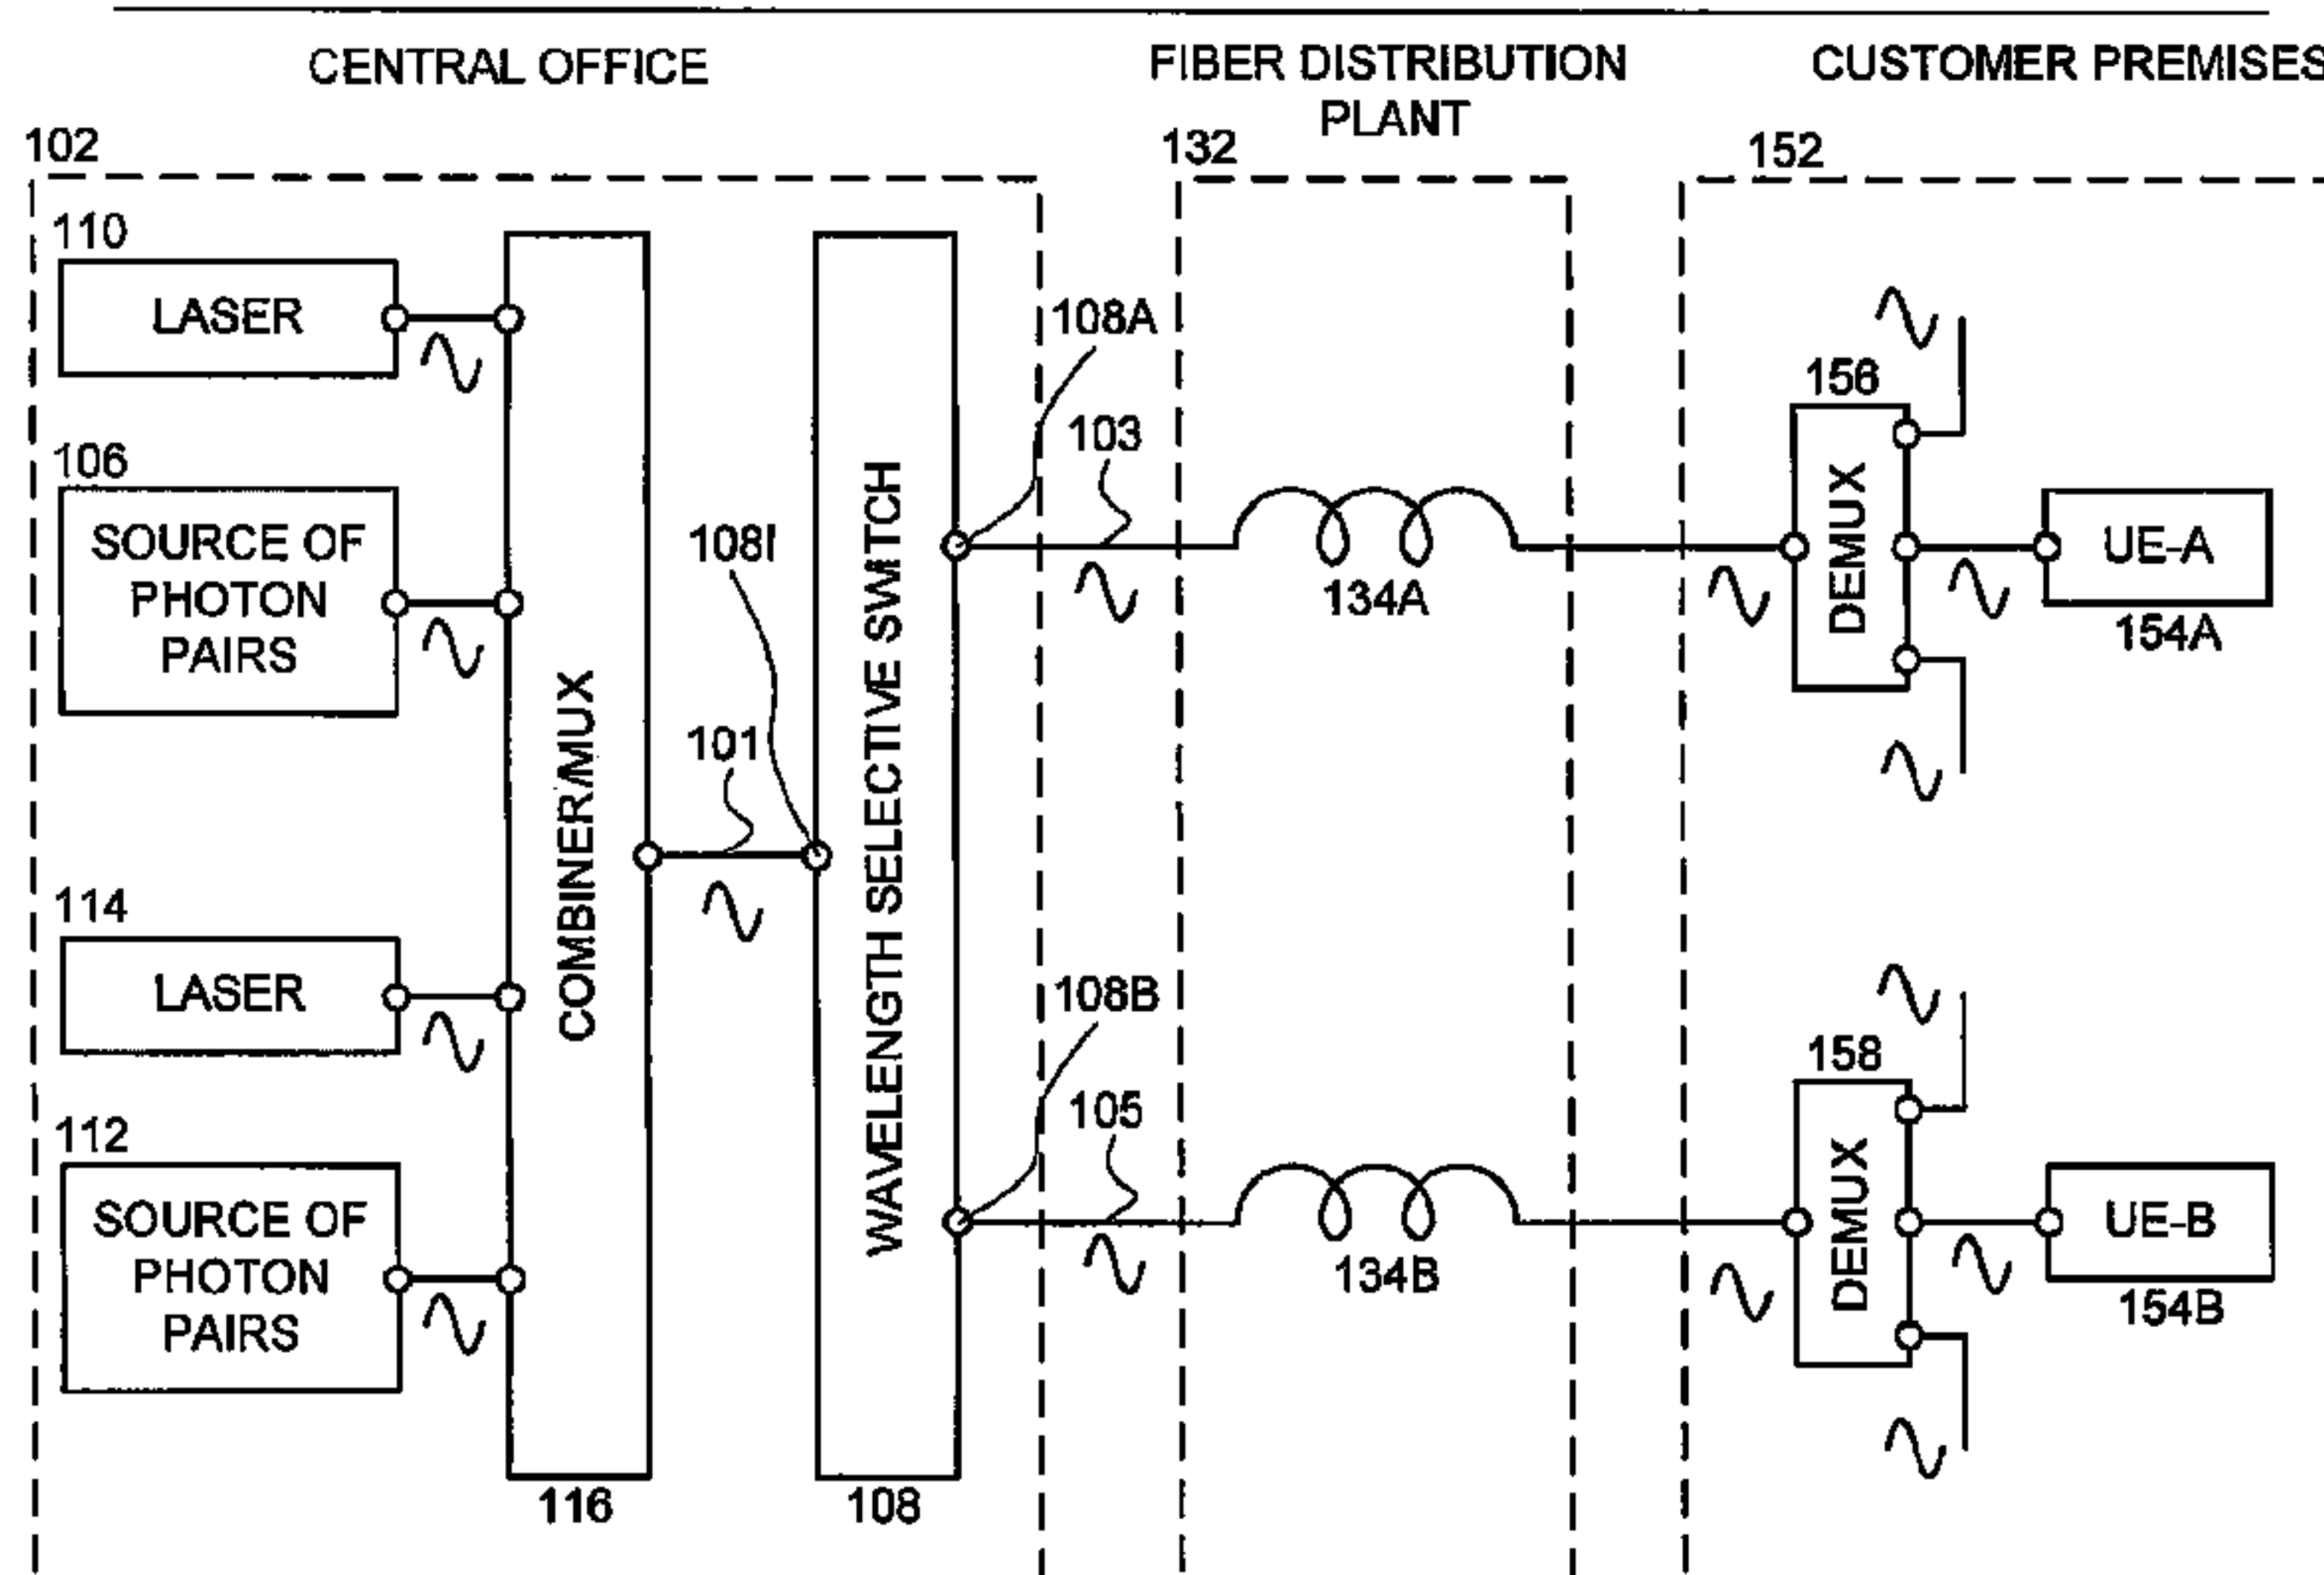 CENTRAL OFFICE
FIBER DISTRIBUTION
PLANT
CUSTOMER PREMISES
102
132
152
110
LASER
106
SOURCE OF
PHOTON
PAIRS
114
LASER
112
SOURCE OF
PHOTON
PAIRS
COMBINER/MUX
116
101
108I
WAVELENGTH SELECTIVE SWITCH
108
108A
103
134A
108B
105
134B
156
DEMUX
UE-A
154A
158
DEMUX
UE-B
154B